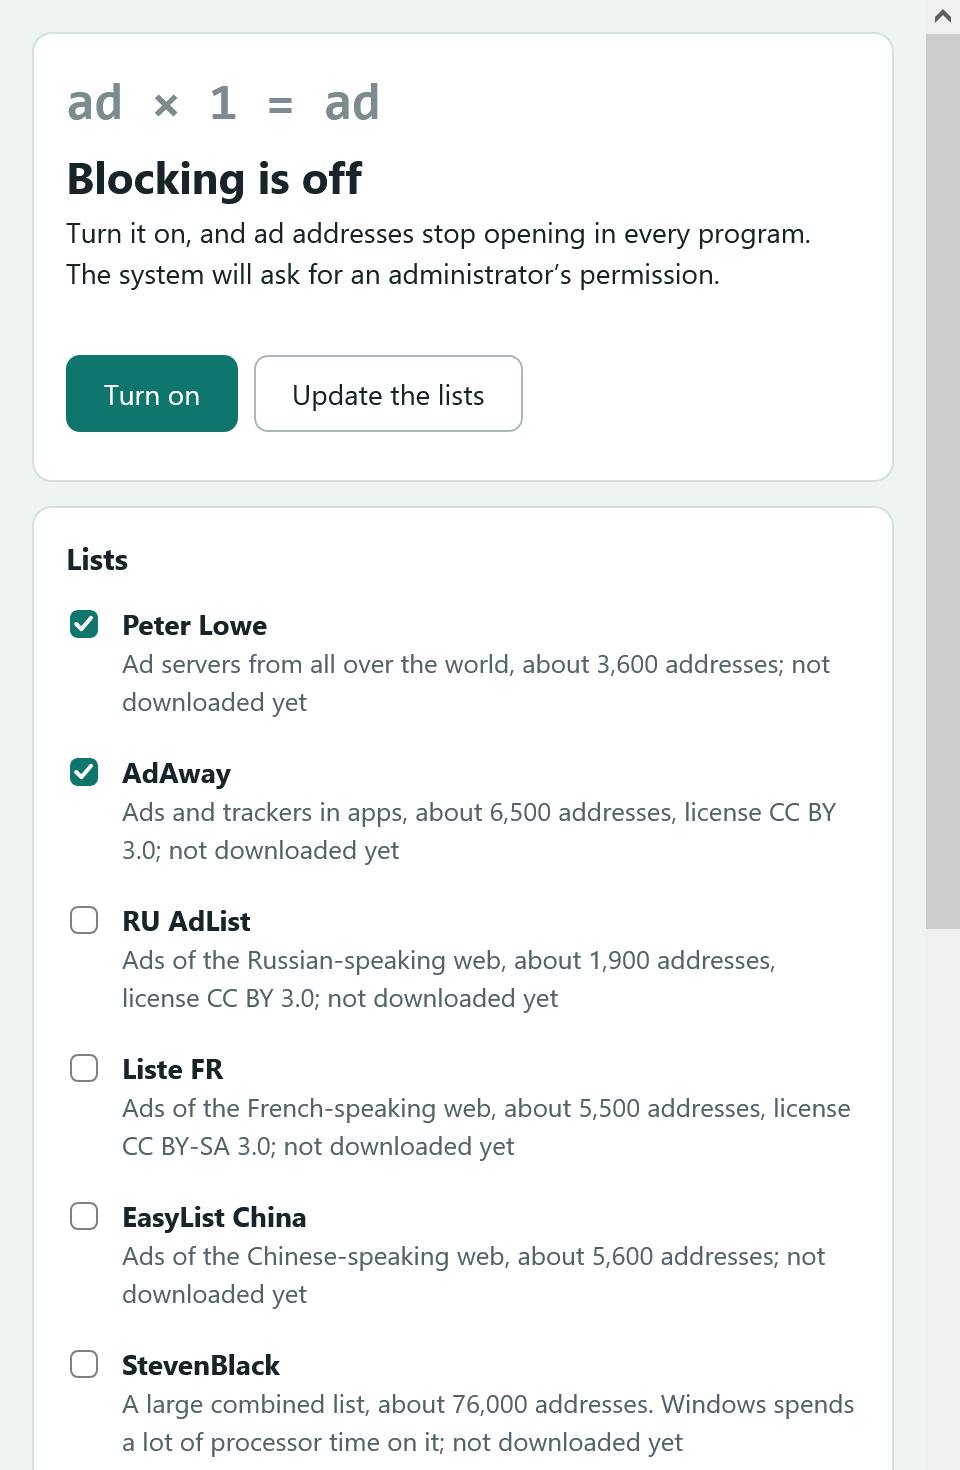 ad × 1 = ad
Blocking is off
Turn it on, and ad addresses stop opening in every program.
The system will ask for an administrator’s permission.
Turn on
Update the lists
Lists
Peter Lowe
Ad servers from all over the world, about 3,600 addresses; not
downloaded yet
AdAway
Ads and trackers in apps, about 6,500 addresses, license CC BY
3.0; not downloaded yet
RU AdList
Ads of the Russian-speaking web, about 1,900 addresses,
license CC BY 3.0; not downloaded yet
Liste FR
Ads of the French-speaking web, about 5,500 addresses, license
CC BY-SA 3.0; not downloaded yet
EasyList China
Ads of the Chinese-speaking web, about 5,600 addresses; not
downloaded yet
StevenBlack
A large combined list, about 76,000 addresses. Windows spends
a lot of processor time on it; not downloaded yet